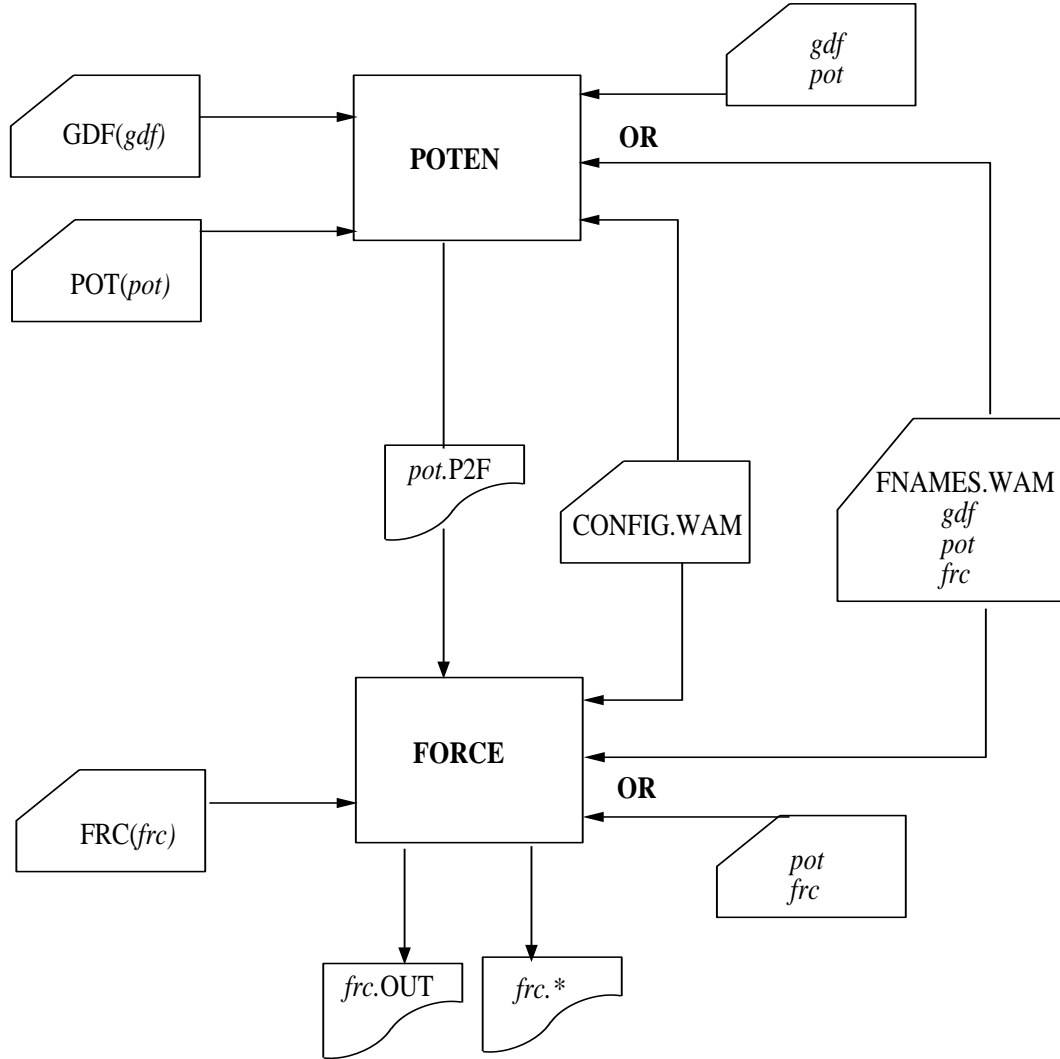 gdf
pot
GDF(gdf)
POTEN
OR
POT(pot)
pot.P2F
CONFIG.WAM
FNAMES.WAM
gdf
pot
frc
FORCE
OR
FRC(frc)
pot
frc
frc.OUT
frc.*